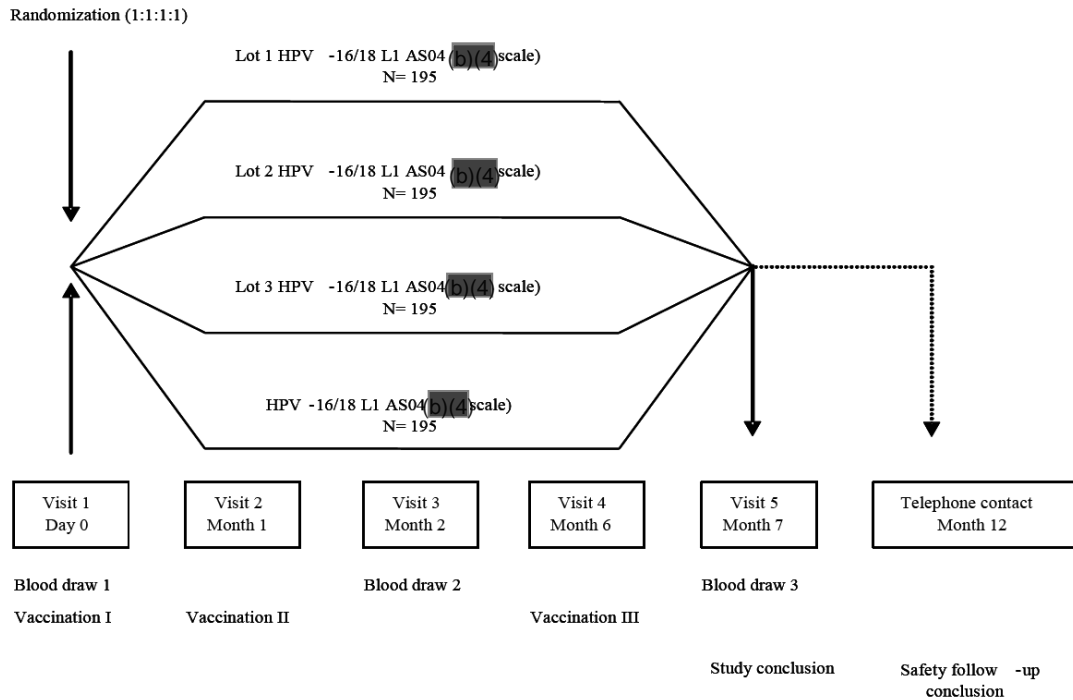 Randomization (1:1:1:1)
Lot 1 HPV -16/18 L1 AS04 (b)(4) scale)
N= 195
Lot 2 HPV -16/18 L1 AS04 (b)(4) scale)
N= 195
Lot 3 HPV -16/18 L1 AS04 (b)(4) scale)
N= 195
HPV -16/18 L1 AS04 (b)(4) scale)
N= 195
Visit 1
Day 0
Visit 2
Month 1
Visit 3
Month 2
Visit 4
Month 6
Visit 5
Month 7
Telephone contact
Month 12
Blood draw 1
Blood draw 2
Blood draw 3
Vaccination I
Vaccination II
Vaccination III
Study conclusion
Safety follow -up
conclusion